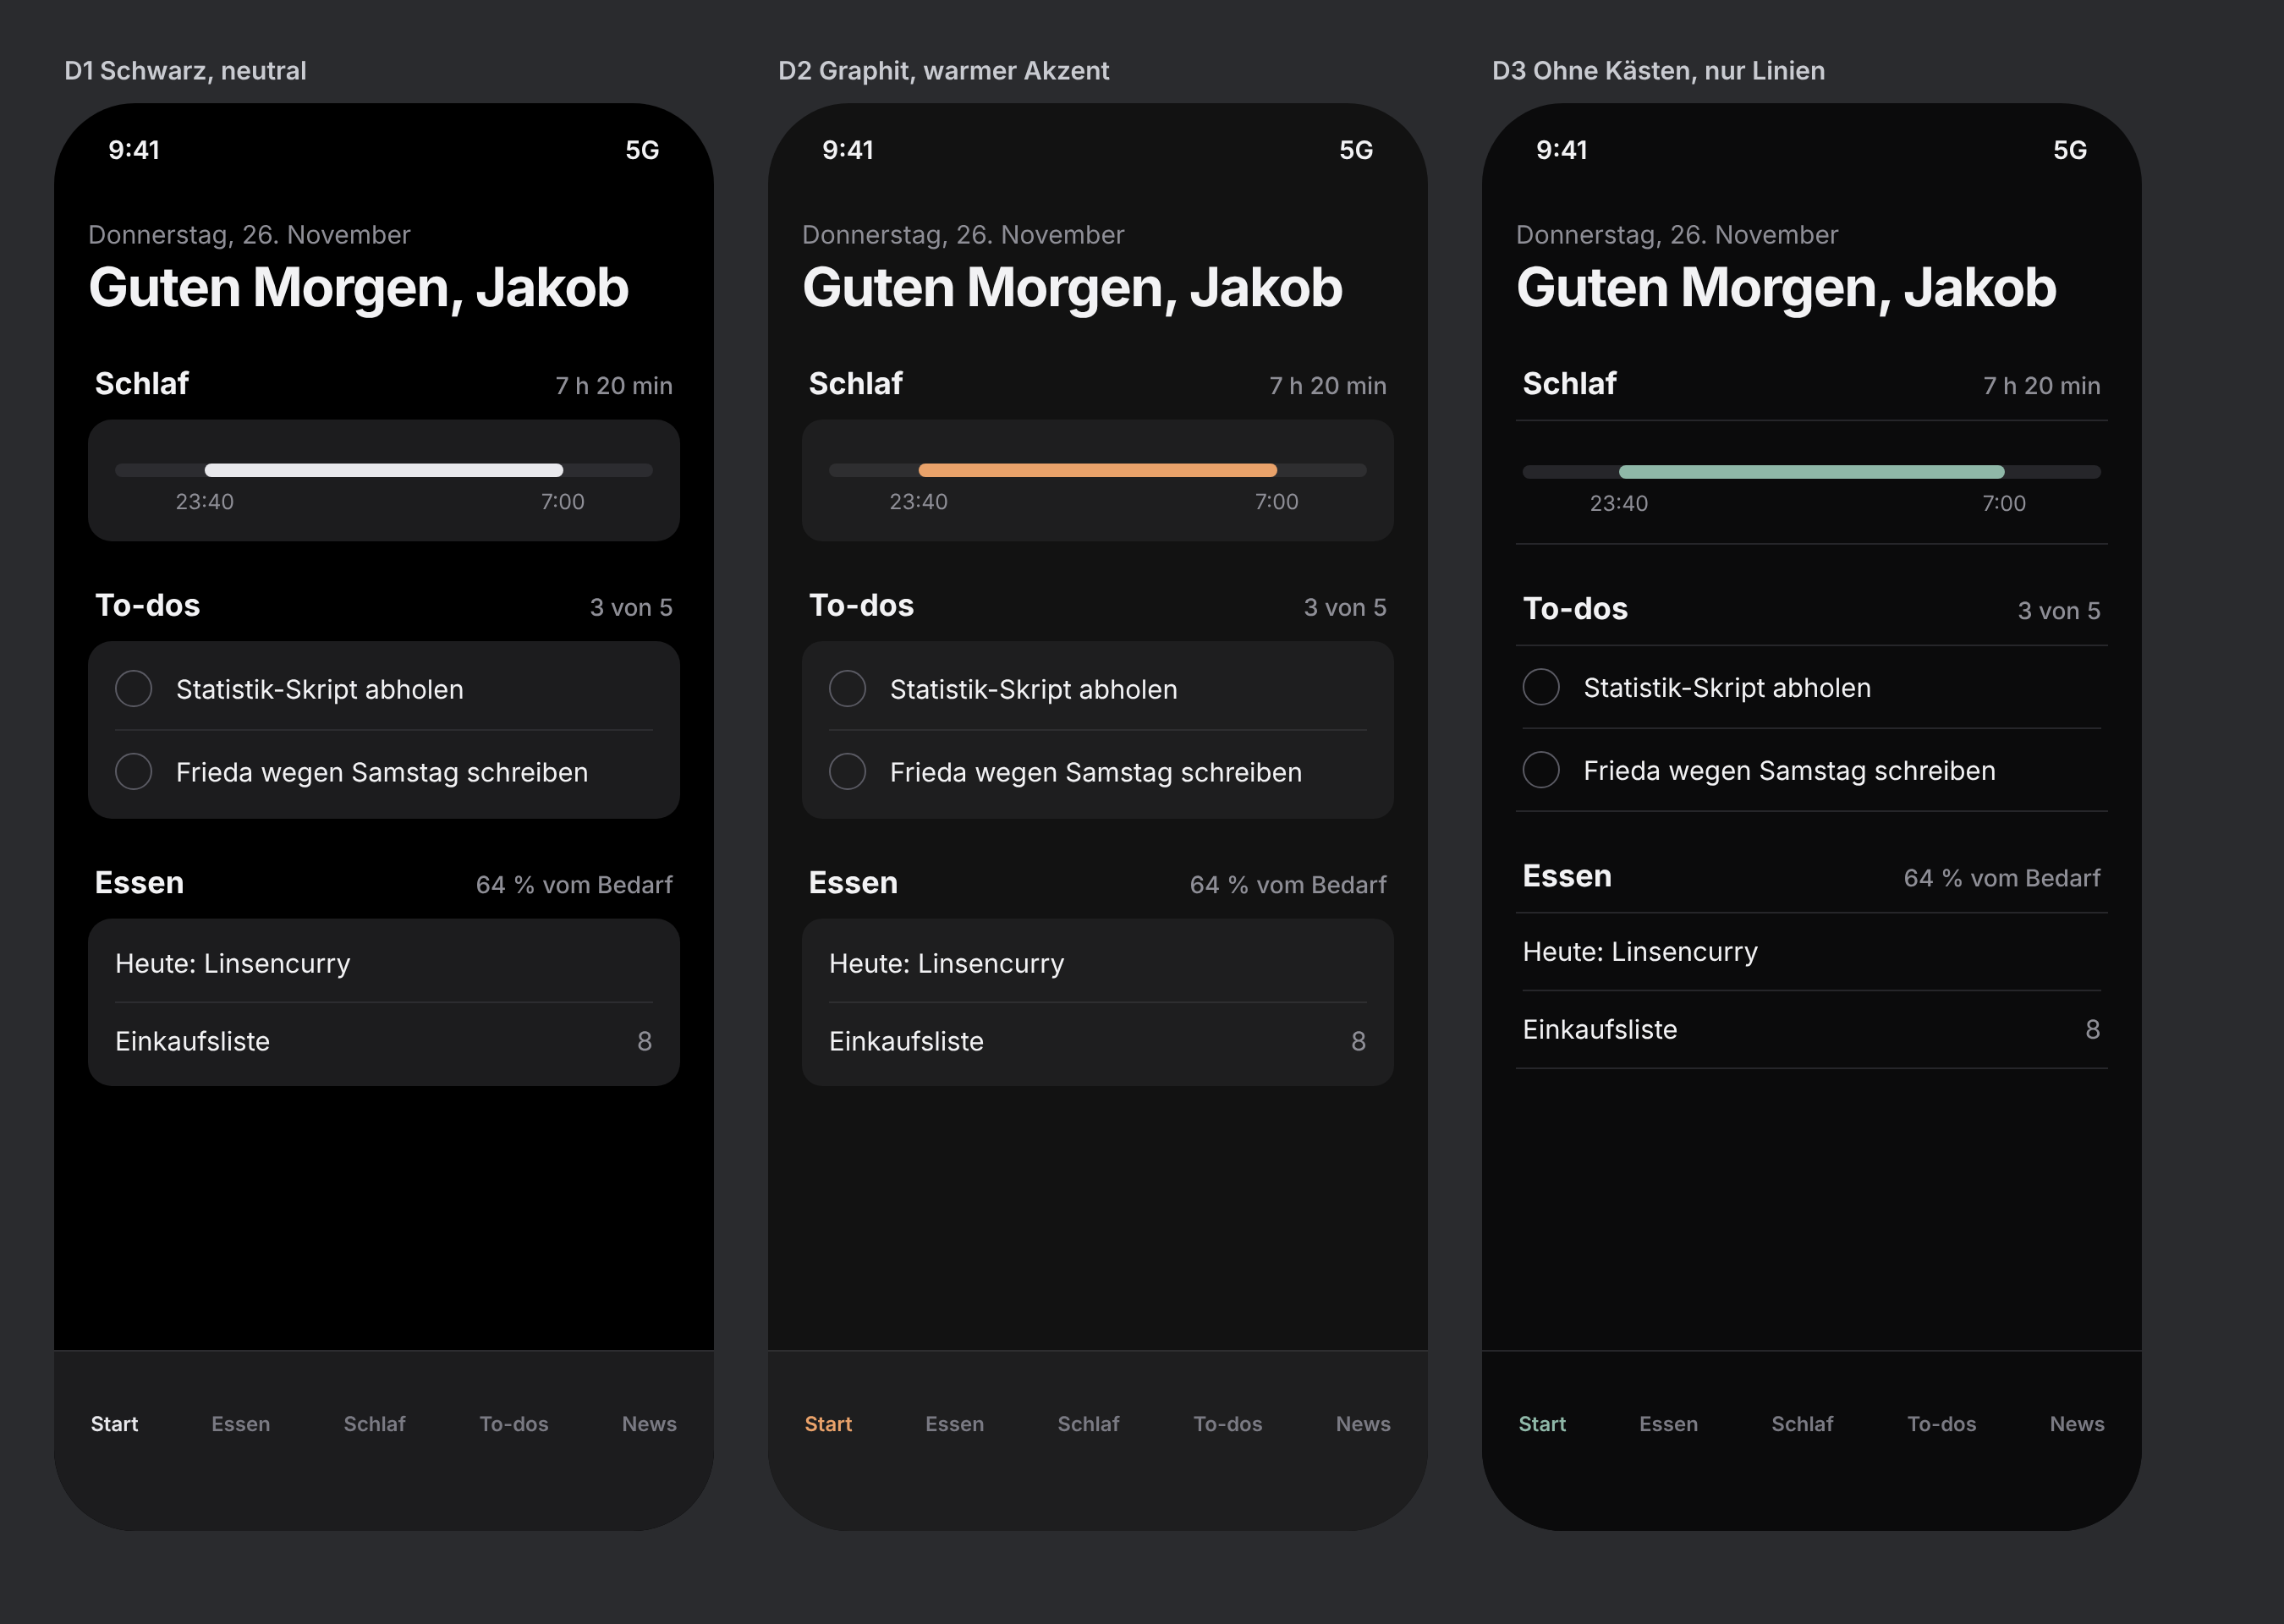 D1 Schwarz, neutral
9:41 5G
Donnerstag, 26. November
Guten Morgen, Jakob
Schlaf 7 h 20 min
23:40 7:00
To-dos 3 von 5
Statistik-Skript abholen
Frieda wegen Samstag schreiben
Essen 64 % vom Bedarf
Heute: Linsencurry
Einkaufsliste 8
Start Essen Schlaf To-dos News
D2 Graphit, warmer Akzent
9:41 5G
Donnerstag, 26. November
Guten Morgen, Jakob
Schlaf 7 h 20 min
23:40 7:00
To-dos 3 von 5
Statistik-Skript abholen
Frieda wegen Samstag schreiben
Essen 64 % vom Bedarf
Heute: Linsencurry
Einkaufsliste 8
Start Essen Schlaf To-dos News
D3 Ohne Kästen, nur Linien
9:41 5G
Donnerstag, 26. November
Guten Morgen, Jakob
Schlaf 7 h 20 min
23:40 7:00
To-dos 3 von 5
Statistik-Skript abholen
Frieda wegen Samstag schreiben
Essen 64 % vom Bedarf
Heute: Linsencurry
Einkaufsliste 8
Start Essen Schlaf To-dos News